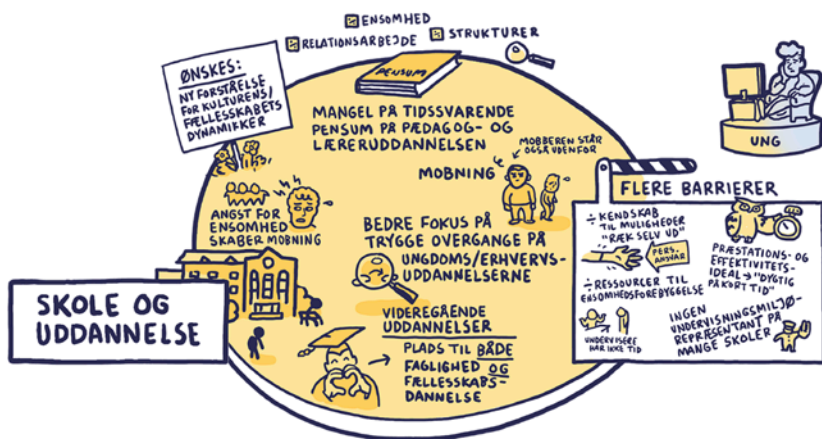 ENSOMHED
RELATIONSARBEJDE
STRUKTURER
ØNSKES:
NY FORSTÅELSE
FOR KULTURENS/
FÆLLESSKABETS
DYNAMIKKER
PENSUM
MANGEL PÅ TIDSSVARENDE
PENSUM PÅ PÆDAGOG- OG
LÆRERUDDANNELSEN
MOBBEREN STÅR
OGSÅ UDENFOR
MOBNING
ANGST FOR
ENSOMHED
SKABER MOBNING
BEDRE FOKUS PÅ
TRYGGE OVERGANGE PÅ
UNGDOMS/ERHVERVS-
UDDANNELSERNE
SKOLE OG
UDDANNELSE
VIDEREGÅENDE
UDDANNELSER
PLADS TIL BÅDE
FAGLIGHED OG
FÆLLESSKABS-
DANNELSE
UNG
FLERE BARRIERER
÷ KENDSKAB
TIL MULIGHEDER
"RÆK SELV UD"
PERS.
ANSVAR
÷ RESSOURCER TIL
ENSOMHEDSFOREBYGGELSE
UNDERVISERE
HAR IKKE TID
PRÆSTATIONS- OG
EFFEKTIVITETS-
IDEAL → "DYGTIG
PÅ KORT TID"
INGEN
UNDERVISNINGSMILJØ-
REPRÆSENTANT PÅ
MANGE SKOLER